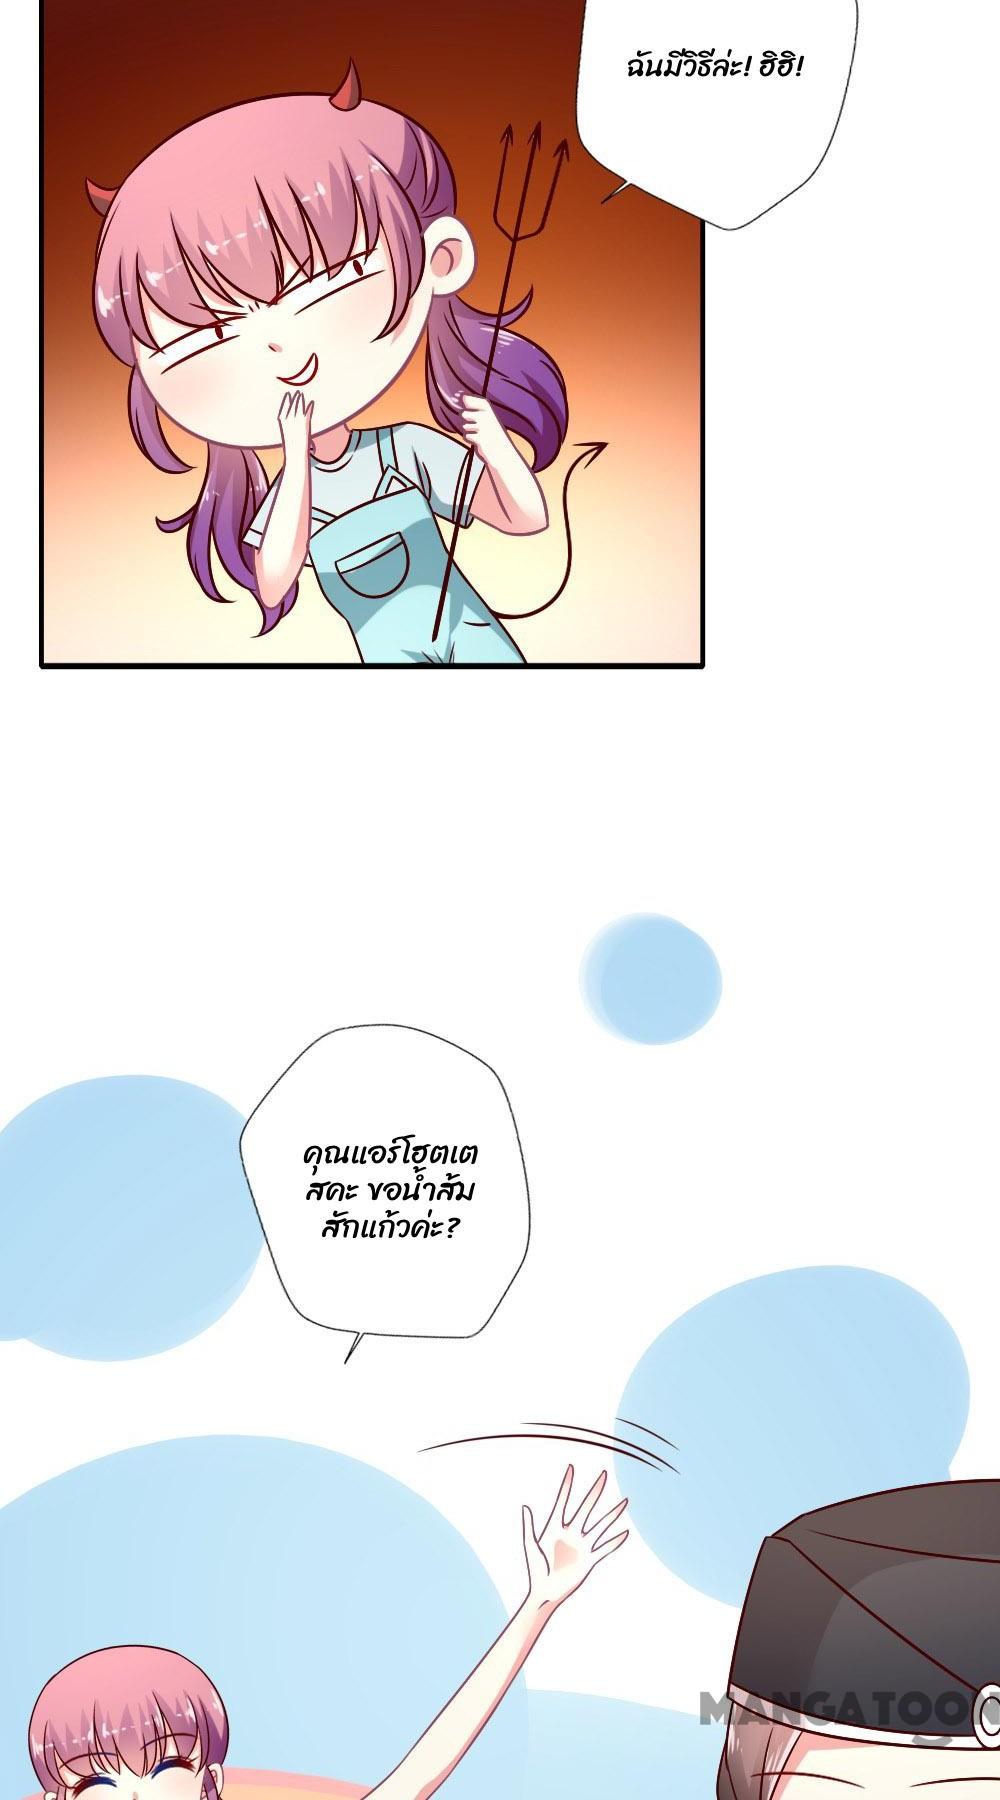 ฉันมีวิธีล่ะ! ฮิฮิ!
คุณแอร์โฮตเต
สคะ ขอน้ำส้ม
สักแก้วค่ะ?
MANGATOON